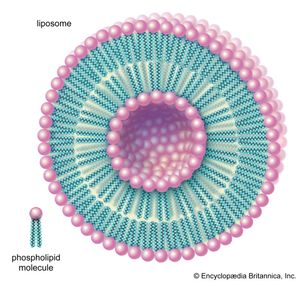 liposome
phospholipid
molecule
© Encyclopædia Britannica, Inc.